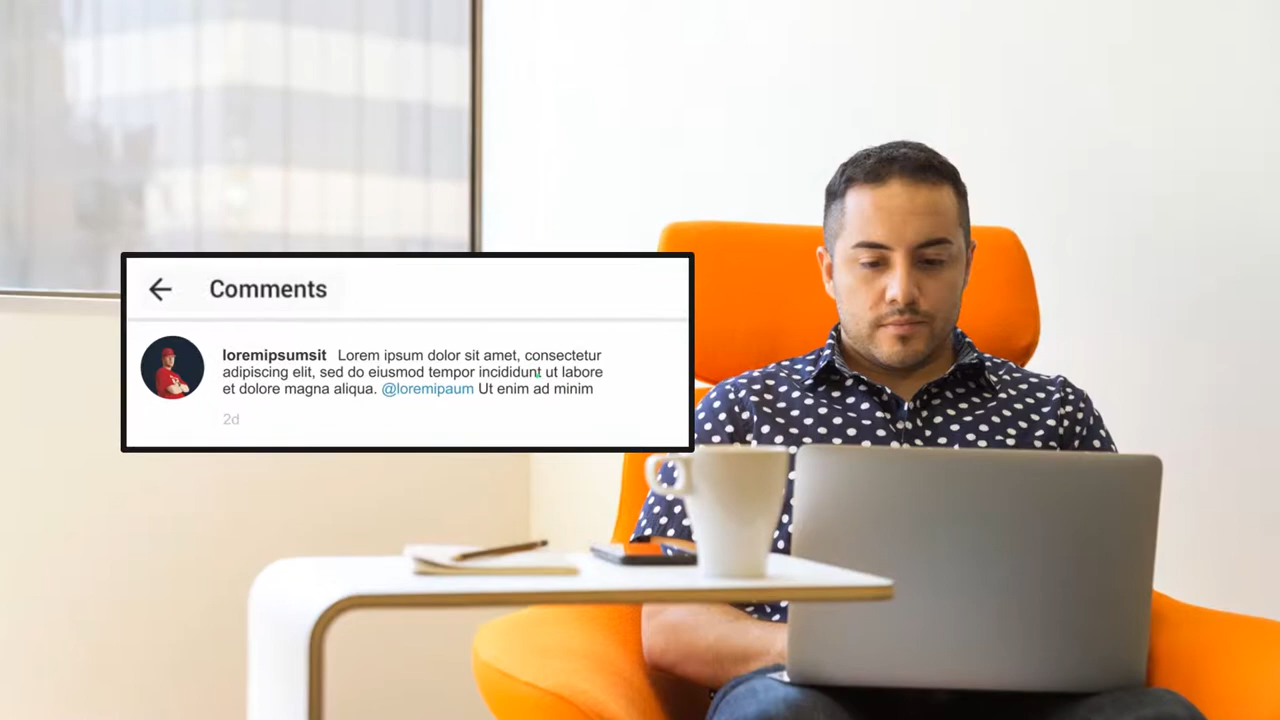 Comments
loremipsumsit Lorem ipsum dolor sit amet, consectetur
adipiscing elit, sed do eiusmod tempor incididunt ut labore
et dolore magna aliqua. @loremipaum Ut enim ad minim
2d